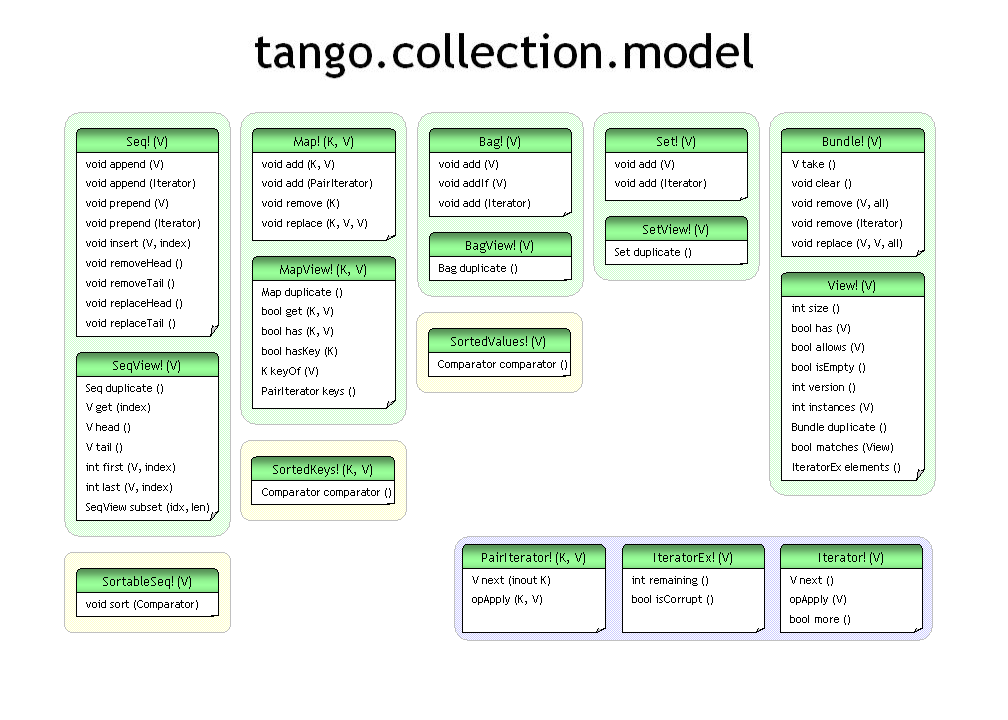 tango.collection.model
Seq! (V)
void append (V)
void append (Iterator)
void prepend (V)
void prepend (Iterator)
void insert (V, index)
void removeHead ()
void removeTail ()
void replaceHead ()
void replaceTail ()
SeqView! (V)
Seq duplicate ()
V get (index)
V head ()
V tail ()
int first (V, index)
int last (V, index)
SeqView subset (idx, len)
SortableSeq! (V)
void sort (Comparator)
Map! (K, V)
void add (K, V)
void add (PairIterator)
void remove (K)
void replace (K, V, V)
MapView! (K, V)
Map duplicate ()
bool get (K, V)
bool has (K, V)
bool hasKey (K)
K keyOf (V)
PairIterator keys ()
SortedKeys! (K, V)
Comparator comparator ()
Bag! (V)
void add (V)
void addIf (V)
void add (Iterator)
BagView! (V)
Bag duplicate ()
SortedValues! (V)
Comparator comparator ()
Set! (V)
void add (V)
void add (Iterator)
SetView! (V)
Set duplicate ()
Bundle! (V)
V take ()
void clear ()
void remove (V, all)
void remove (Iterator)
void replace (V, V, all)
View! (V)
int size ()
bool has (V)
bool allows (V)
bool isEmpty ()
int version ()
int instances (V)
Bundle duplicate ()
bool matches (View)
IteratorEx elements ()
PairIterator! (K, V)
V next (inout K)
opApply (K, V)
IteratorEx! (V)
int remaining ()
bool isCorrupt ()
Iterator! (V)
V next ()
opApply (V)
bool more ()